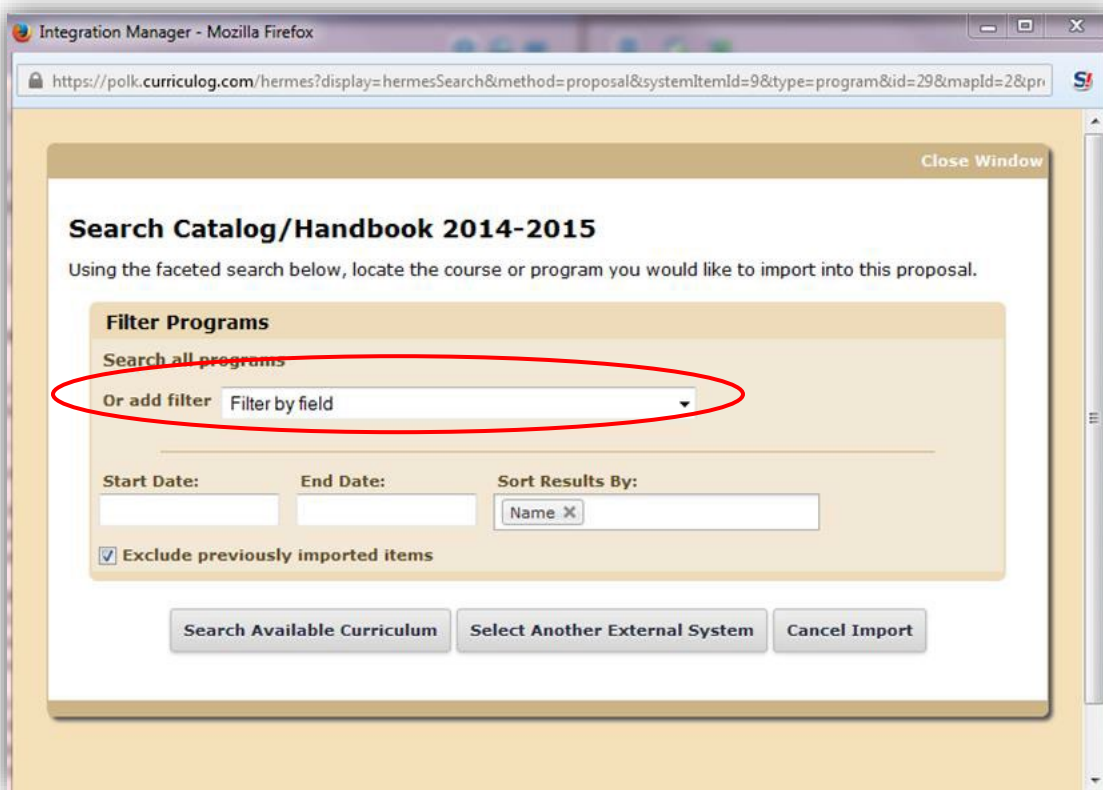 Integration Manager - Mozilla Firefox
https://polk.curriculog.com/hermes?display=hermesSearch&method=proposal&systemItemId=9&type=program&id=29&mapId=2&pr
S!
Close Window
Search Catalog/Handbook 2014-2015
Using the faceted search below, locate the course or program you would like to import into this proposal.
Filter Programs
Search all programs
Or add filter Filter by field
Start Date: End Date: Sort Results By:
Name
Exclude previously imported items
Search Available Curriculum Select Another External System Cancel Import